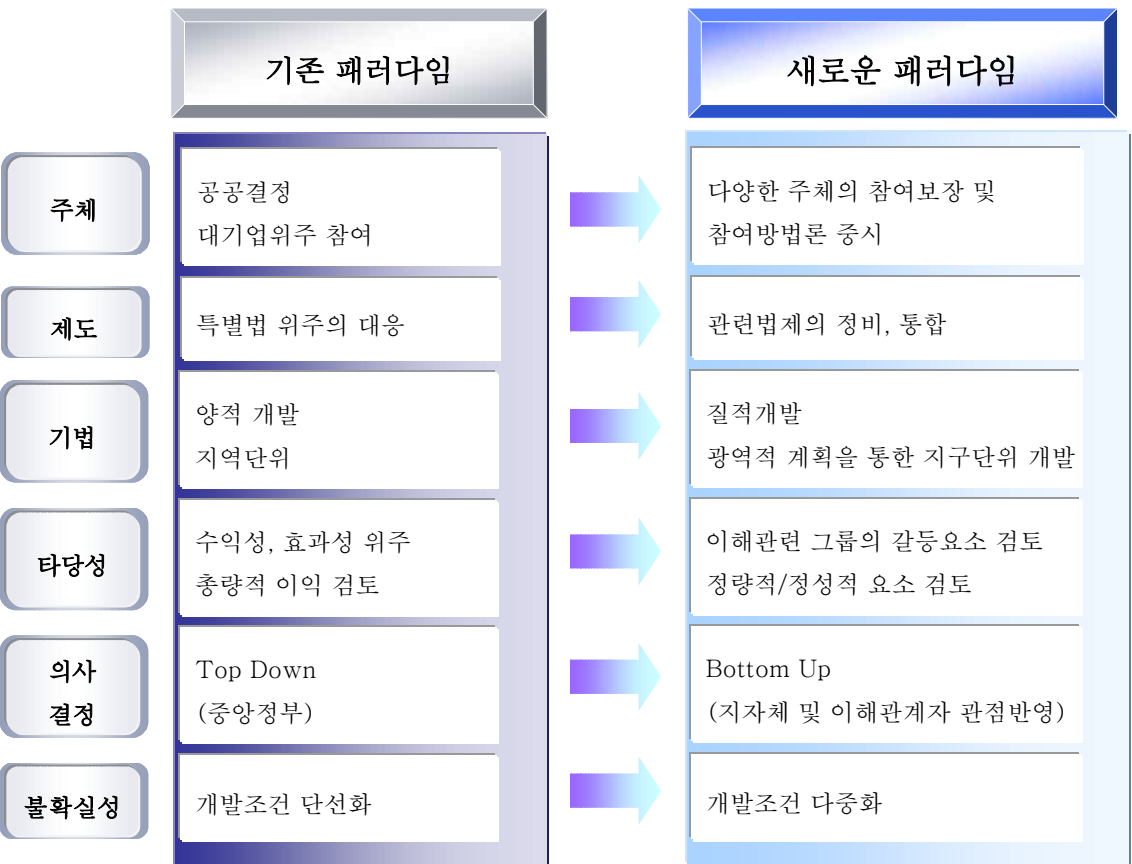 기존 패러다임
새로운 패러다임
주체
공공결정
대기업위주 참여
다양한 주체의 참여보장 및
참여방법론 중시
제도
특별법 위주의 대응
관련법제의 정비, 통합
기법
양적 개발
지역단위
질적개발
광역적 계획을 통한 지구단위 개발
타당성
수익성, 효과성 위주
총량적 이익 검토
이해관련 그룹의 갈등요소 검토
정량적/정성적 요소 검토
의사
결정
Top Down
(중앙정부)
Bottom Up
(지자체 및 이해관계자 관점반영)
불확실성
개발조건 단선화
개발조건 다중화